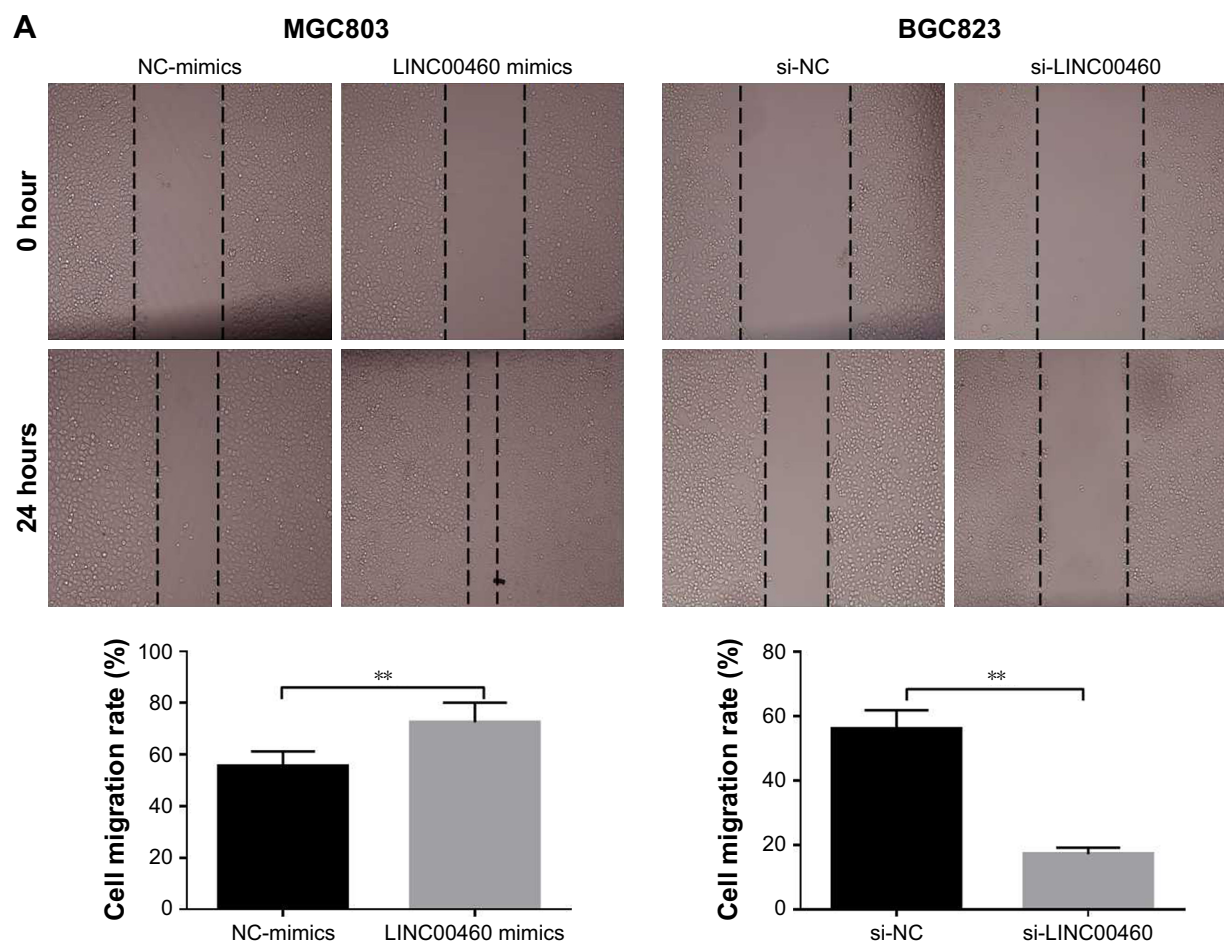 A
MGC803
BGC823
NC-mimics
LINC00460 mimics
si-NC
si-LINC00460
0 hour
24 hours
Cell migration rate (%)
100
80
60
40
20
0
**
NC-mimics
LINC00460 mimics
Cell migration rate (%)
80
60
40
20
0
**
si-NC
si-LINC00460